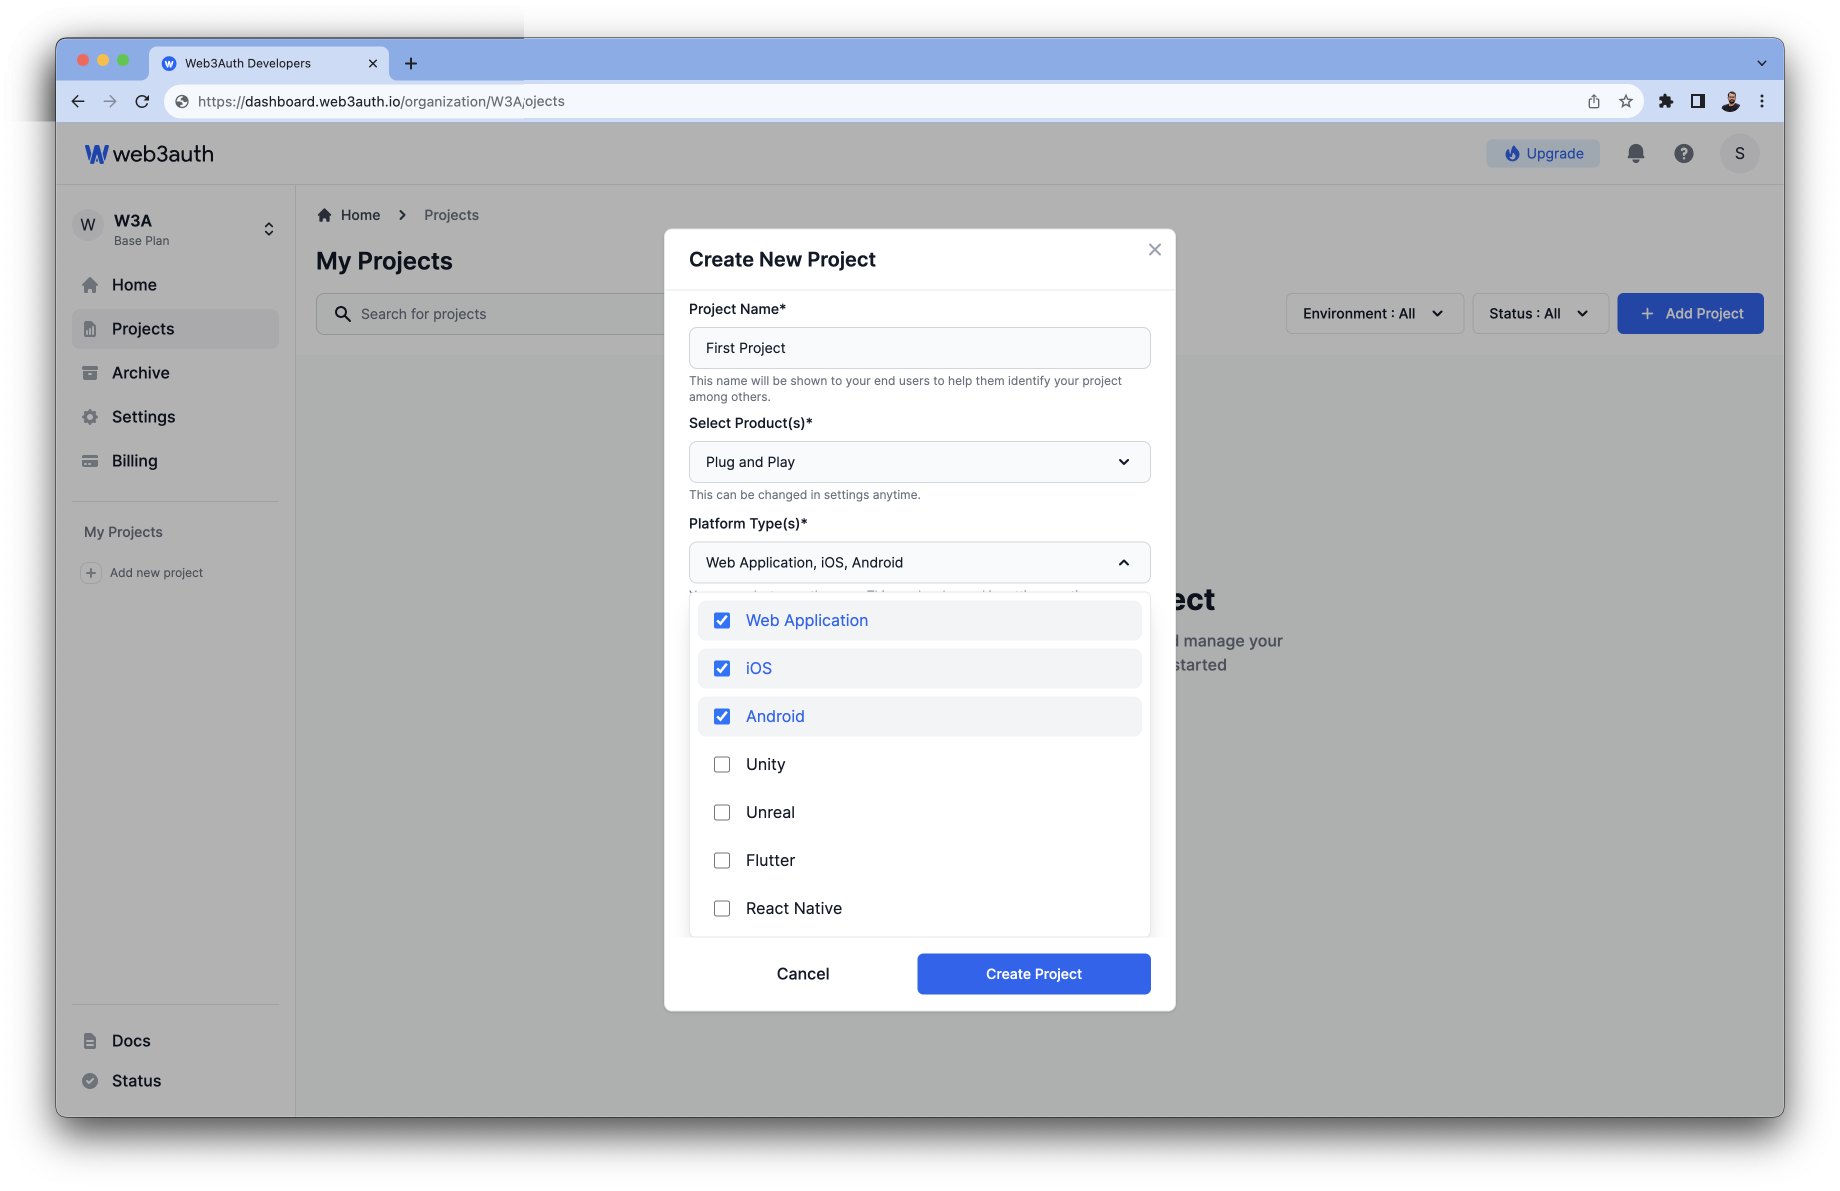 Web3Auth Developers
https://dashboard.web3auth.io/organization/W3A/ojects
web3auth
Upgrade
S
W
W3A
Base Plan
Home
Projects
Archive
Settings
Billing
My Projects
Add new project
Docs
Status
Home
Projects
My Projects
Search for projects
Environment : All
Status : All
Add Project
ect
manage your
started
Create New Project
Project Name*
First Project
This name will be shown to your end users to help them identify your project
among others.
Select Product(s)*
Plug and Play
This can be changed in settings anytime.
Platform Type(s)*
Web Application, iOS, Android
Web Application
iOS
Android
Unity
Unreal
Flutter
React Native
Cancel
Create Project